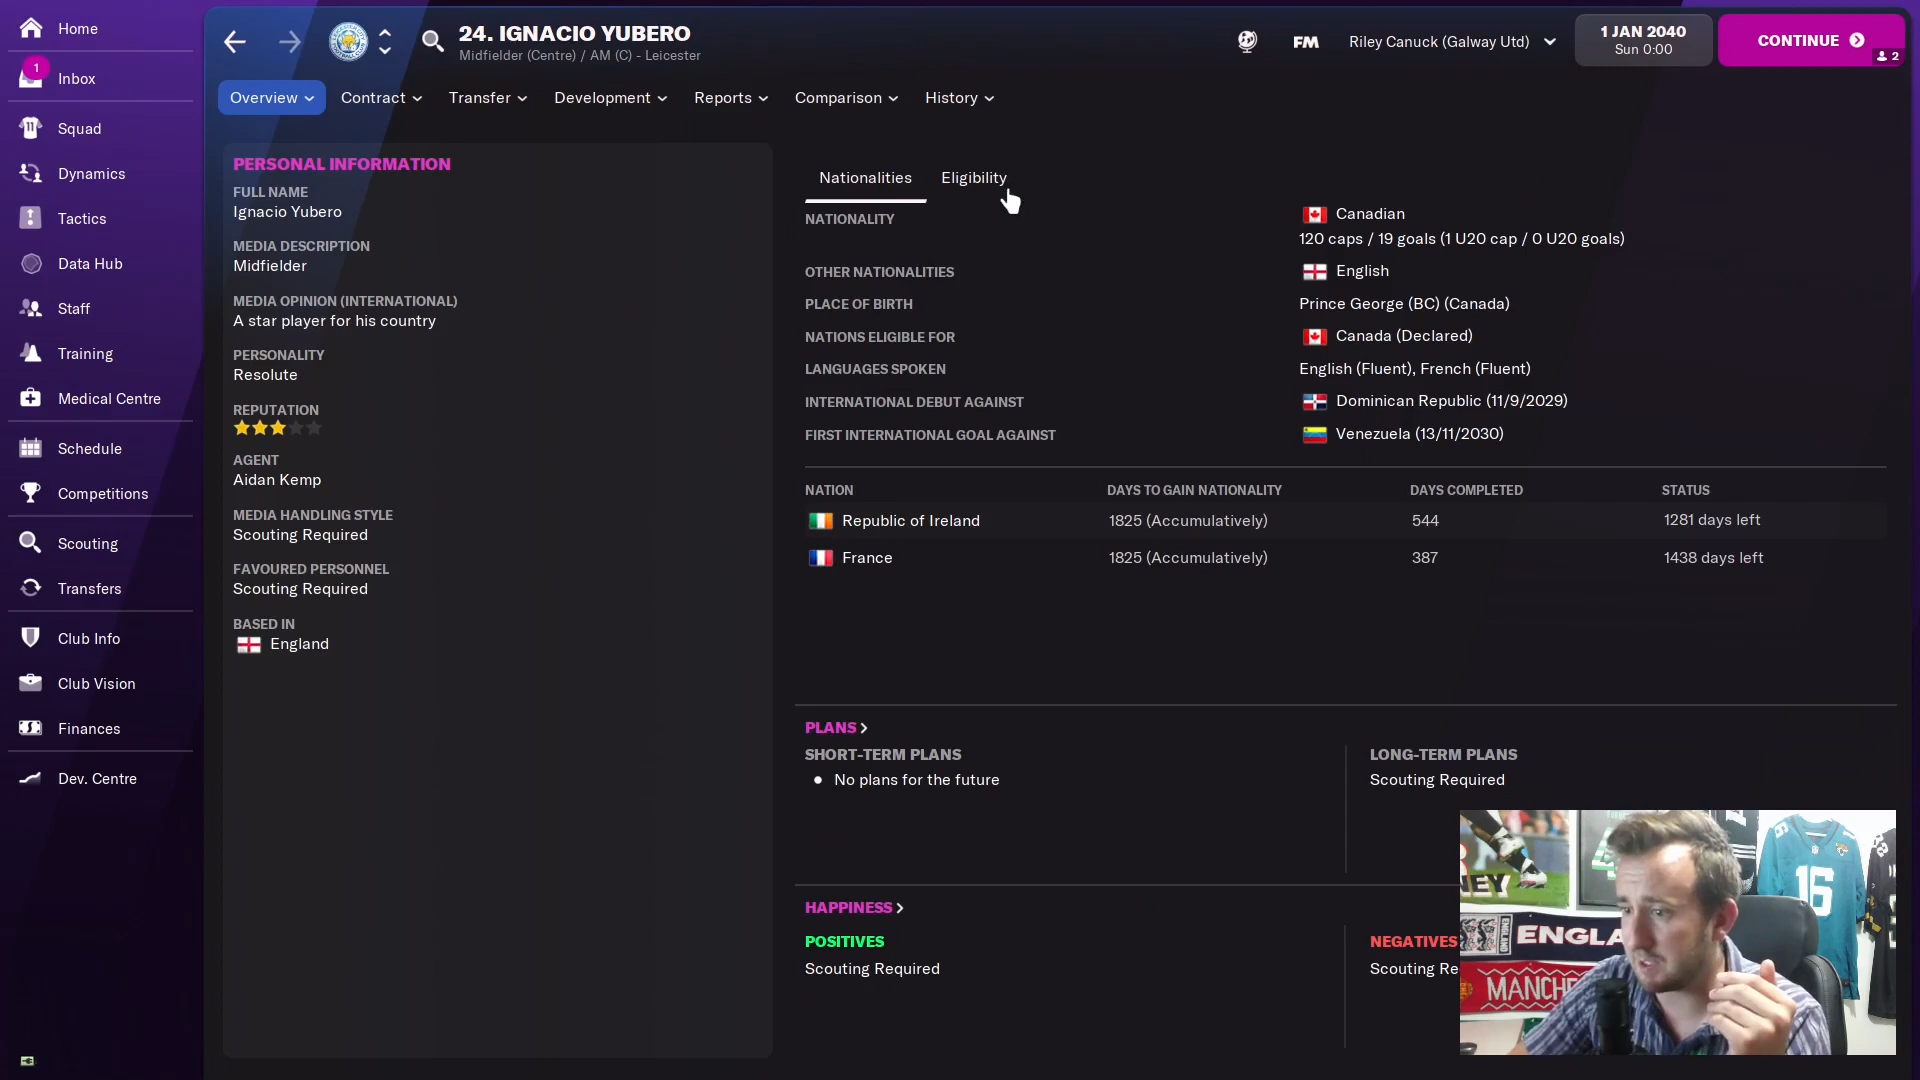 Home
1
Inbox
Squad
Dynamics
Tactics
Data Hub
Staff
Training
Medical Centre
Schedule
Competitions
Scouting
Transfers
Club Info
Club Vision
Finances
Dev. Centre
24. IGNACIO YUBERO
Midfielder (Centre) / AM (C) - Leicester
FM
Riley Canuck (Galway Utd)
1 JAN 2040
Sun 0:00
CONTINUE
2
Overview Contract Transfer Development Reports Comparison History
PERSONAL INFORMATION
FULL NAME
Ignacio Yubero
MEDIA DESCRIPTION
Midfielder
MEDIA OPINION (INTERNATIONAL)
A star player for his country
PERSONALITY
Resolute
REPUTATION
AGENT
Aidan Kemp
MEDIA HANDLING STYLE
Scouting Required
FAVOURED PERSONNEL
Scouting Required
BASED IN
England
Nationalities Eligibility
NATIONALITY Canadian
120 caps / 19 goals (1 U20 cap / 0 U20 goals)
OTHER NATIONALITIES English
PLACE OF BIRTH Prince George (BC) (Canada)
NATIONS ELIGIBLE FOR Canada (Declared)
LANGUAGES SPOKEN English (Fluent), French (Fluent)
INTERNATIONAL DEBUT AGAINST Dominican Republic (11/9/2029)
FIRST INTERNATIONAL GOAL AGAINST Venezuela (13/11/2030)
NATION DAYS TO GAIN NATIONALITY DAYS COMPLETED STATUS
Republic of Ireland 1825 (Accumulatively) 544 1281 days left
France 1825 (Accumulatively) 387 1438 days left
PLANS
SHORT-TERM PLANS
No plans for the future
LONG-TERM PLANS
Scouting Required
HAPPINESS
POSITIVES
Scouting Required
NEGATIVES
Scouting Re
NEY
ENGLA
MANCHE
16